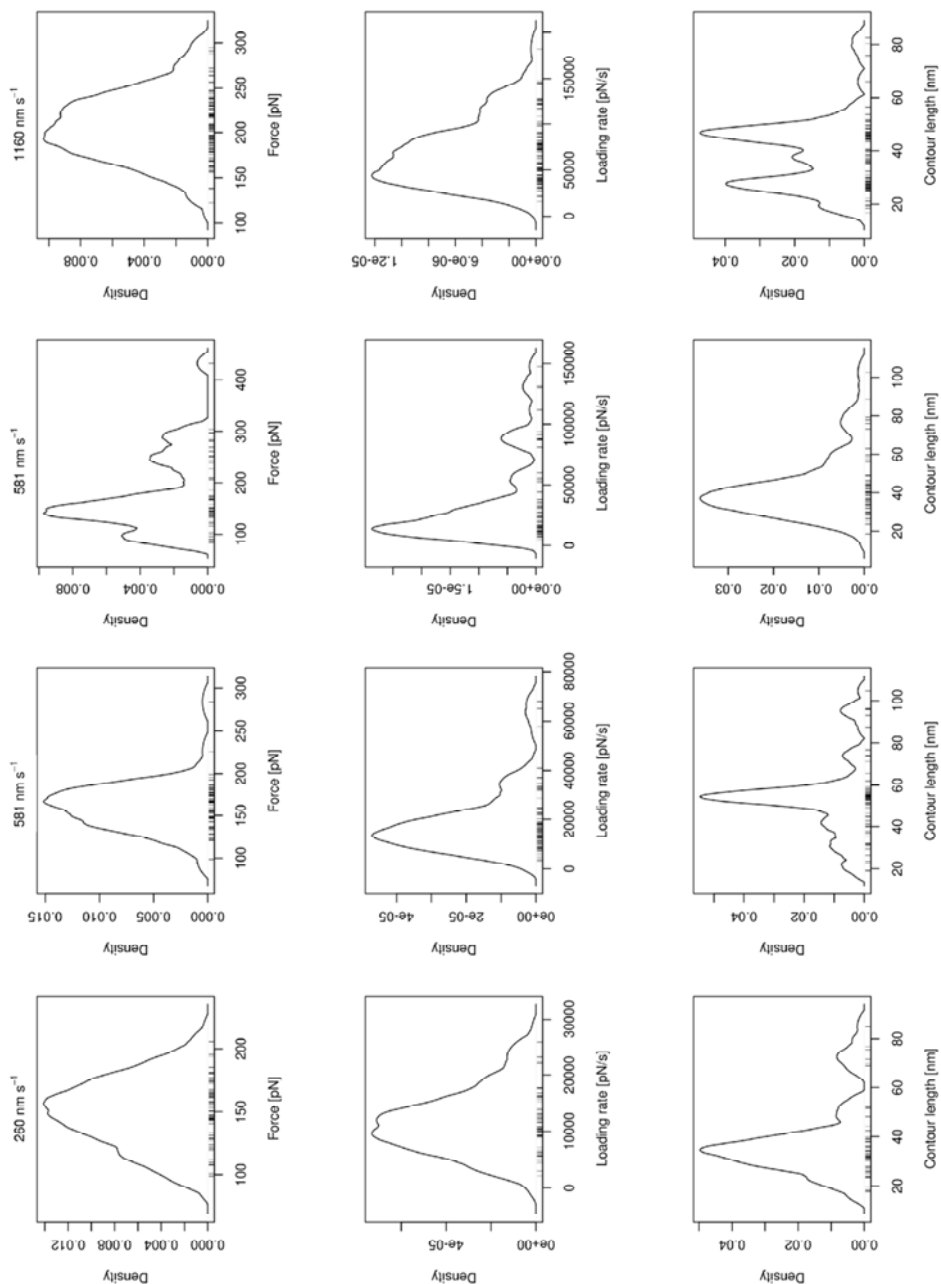 260 nm s⁻¹
Density
0.012
0.008
0.004
0.000
100 150 200
Force [pN]
581 nm s⁻¹
Density
0.015
0.010
0.005
0.000
100 150 200 250 300
Force [pN]
581 nm s⁻¹
Density
0.008
0.004
0.000
100 200 300 400
Force [pN]
1160 nm s⁻¹
Density
0.008
0.004
0.000
100 150 200 250 300
Force [pN]
Density
4e-05
0e+00
0 10000 20000 30000
Loading rate [pN/s]
Density
4e-05
2e-05
0e+00
0 20000 40000 60000 80000
Loading rate [pN/s]
Density
1.5e-05
0.0e+00
0 50000 100000 150000
Loading rate [pN/s]
Density
1.2e-05
6.0e-06
0.0e+00
0 50000 150000
Loading rate [pN/s]
Density
0.04
0.02
0.00
20 40 60 80
Contour length [nm]
Density
0.04
0.02
0.00
20 40 60 80 100
Contour length [nm]
Density
0.03
0.02
0.01
0.00
20 40 60 80 100
Contour length [nm]
Density
0.04
0.02
0.00
20 40 60 80
Contour length [nm]